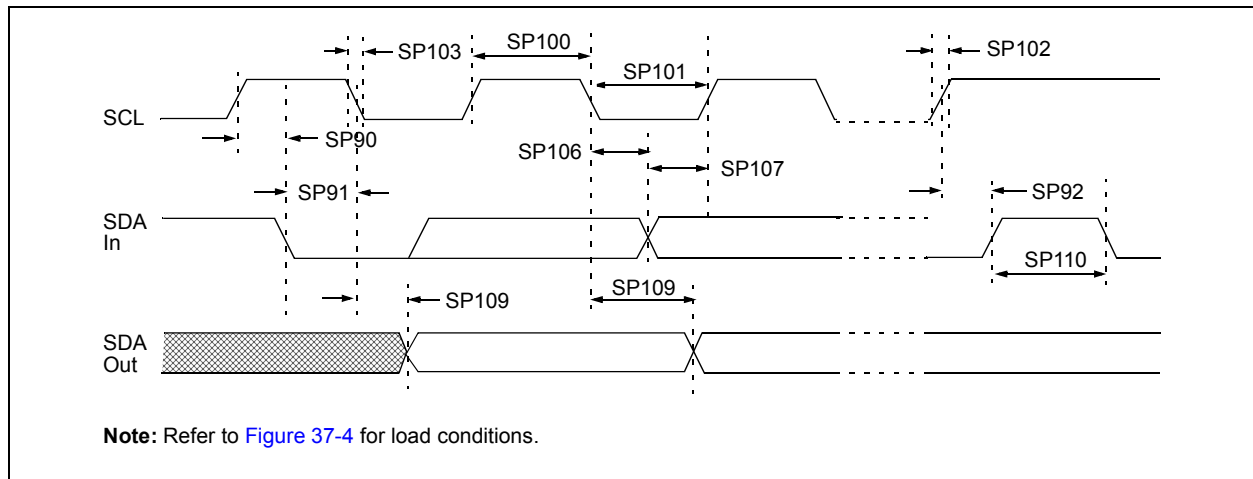 SP103
SP100
SP102
SP101
SCL
SP90
SP106
SP107
SP91
SP92
SDA
In
SP110
SP109
SP109
SDA
Out
Note: Refer to Figure 37-4 for load conditions.